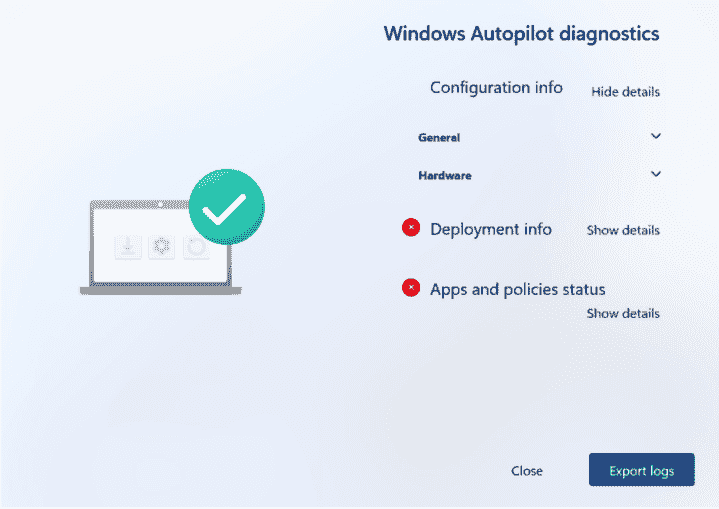 Windows Autopilot diagnostics
Configuration info
Hide details
General
Hardware
Deployment info
Show details
Apps and policies status
Show details
Close
Export logs